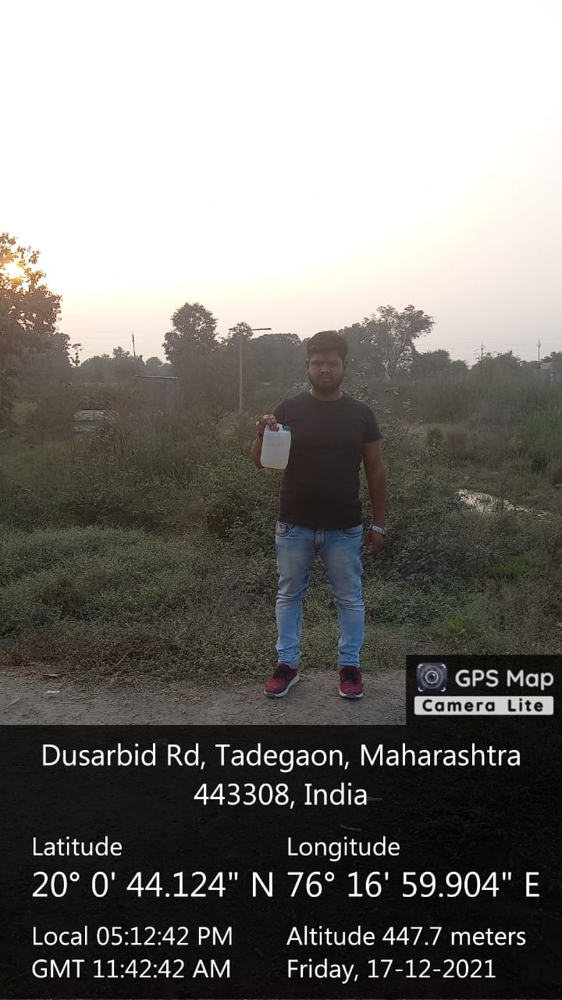 GPS Map
Camera Lite
Dusarbid Rd, Tadegaon, Maharashtra
443308, India
Latitude
20° 0' 44.124" N
Longitude
76° 16' 59.904" E
Local 05:12:42 PM
GMT 11:42:42 AM
Altitude 447.7 meters
Friday, 17-12-2021